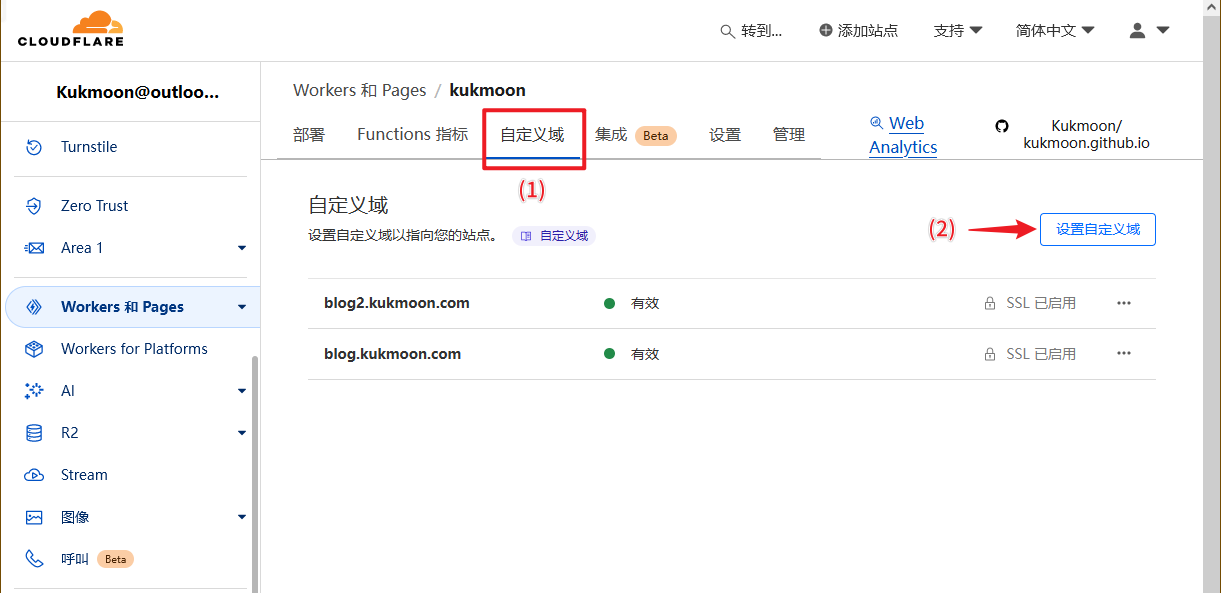 CLOUDFLARE
转到...
添加站点
支持
简体中文
Kukmoon@outloo...
Turnstile
Zero Trust
Area 1
Workers 和 Pages
Workers for Platforms
AI
R2
Stream
图像
呼叫 Beta
Workers 和 Pages / kukmoon
部署
Functions 指标
自定义域
集成 Beta
设置
管理
Web
Analytics
Kukmoon/
kukmoon.github.io
(1)
自定义域
设置自定义域以指向您的站点。 自定义域
(2)
设置自定义域
blog2.kukmoon.com 有效 SSL 已启用 ···
blog.kukmoon.com 有效 SSL 已启用 ···